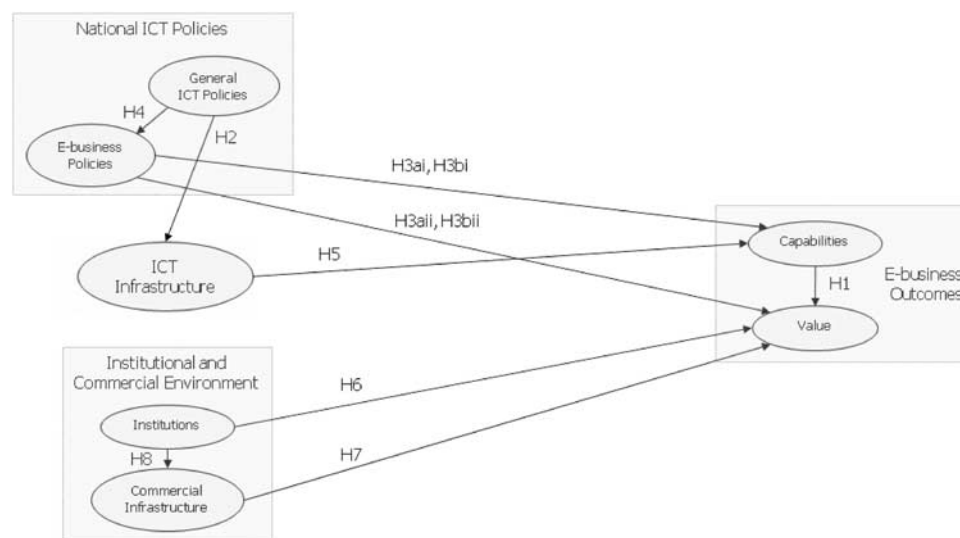 National ICT Policies
General
ICT Policies
H4
H2
E-business
Policies
H3ai, H3bi
H3aii, H3bii
Capabilities
ICT
Infrastructure
H5
H1
E-business
Outcomes
Value
Institutional and
Commercial Environment
H6
Institutions
H8
H7
Commercial
Infrastructure